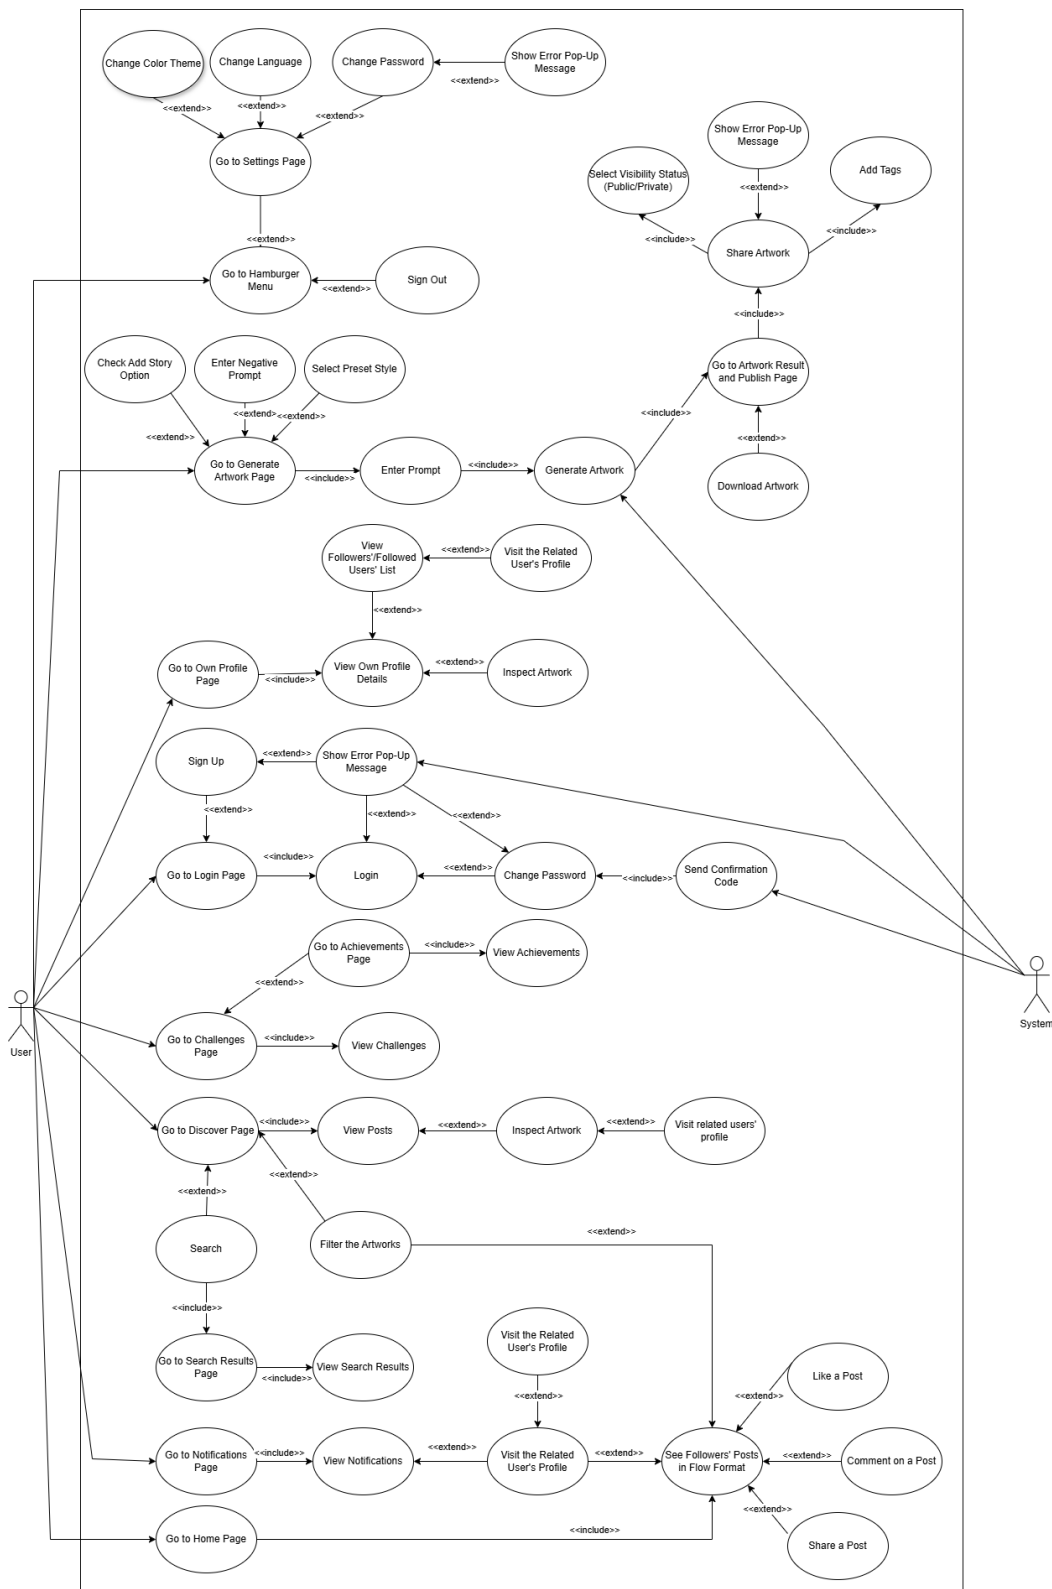 Change Color Theme
Change Language
Change Password
Show Error Pop-Up
Message
<<extend>>
<<extend>>
<<extend>>
<<extend>>
Go to Settings Page
<<extend>>
Go to Hamburger
Menu
<<extend>>
Sign Out
Show Error Pop-Up
Message
Select Visibility Status
(Public/Private)
Add Tags
<<extend>>
<<include>>
<<include>>
Share Artwork
<<include>>
Go to Artwork Result
and Publish Page
<<extend>>
Download Artwork
Check Add Story
Option
Enter Negative
Prompt
Select Preset Style
<<extend>>
<<extend>>
<<extend>>
Go to Generate
Artwork Page
<<include>>
Enter Prompt
<<include>>
Generate Artwork
<<include>>
View
Followers'/Followed
Users' List
<<extend>>
Visit the Related
User's Profile
<<extend>>
Go to Own Profile
Page
<<include>>
View Own Profile
Details
<<extend>>
Inspect Artwork
Sign Up
<<extend>>
Show Error Pop-Up
Message
<<extend>>
<<extend>>
<<extend>>
Go to Login Page
<<include>>
Login
<<extend>>
Change Password
<<include>>
Send Confirmation
Code
Go to Achievements
Page
<<include>>
View Achievements
<<extend>>
User
System
Go to Challenges
Page
<<include>>
View Challenges
Go to Discover Page
<<include>>
View Posts
<<extend>>
Inspect Artwork
<<extend>>
Visit related users'
profile
<<extend>>
<<extend>>
Search
Filter the Artworks
<<extend>>
<<include>>
Go to Search Results
Page
<<include>>
View Search Results
Visit the Related
User's Profile
<<extend>>
Like a Post
<<extend>>
Go to Notifications
Page
<<include>>
View Notifications
<<extend>>
Visit the Related
User's Profile
<<extend>>
See Followers' Posts
in Flow Format
<<extend>>
Comment on a Post
<<extend>>
Share a Post
Go to Home Page
<<include>>